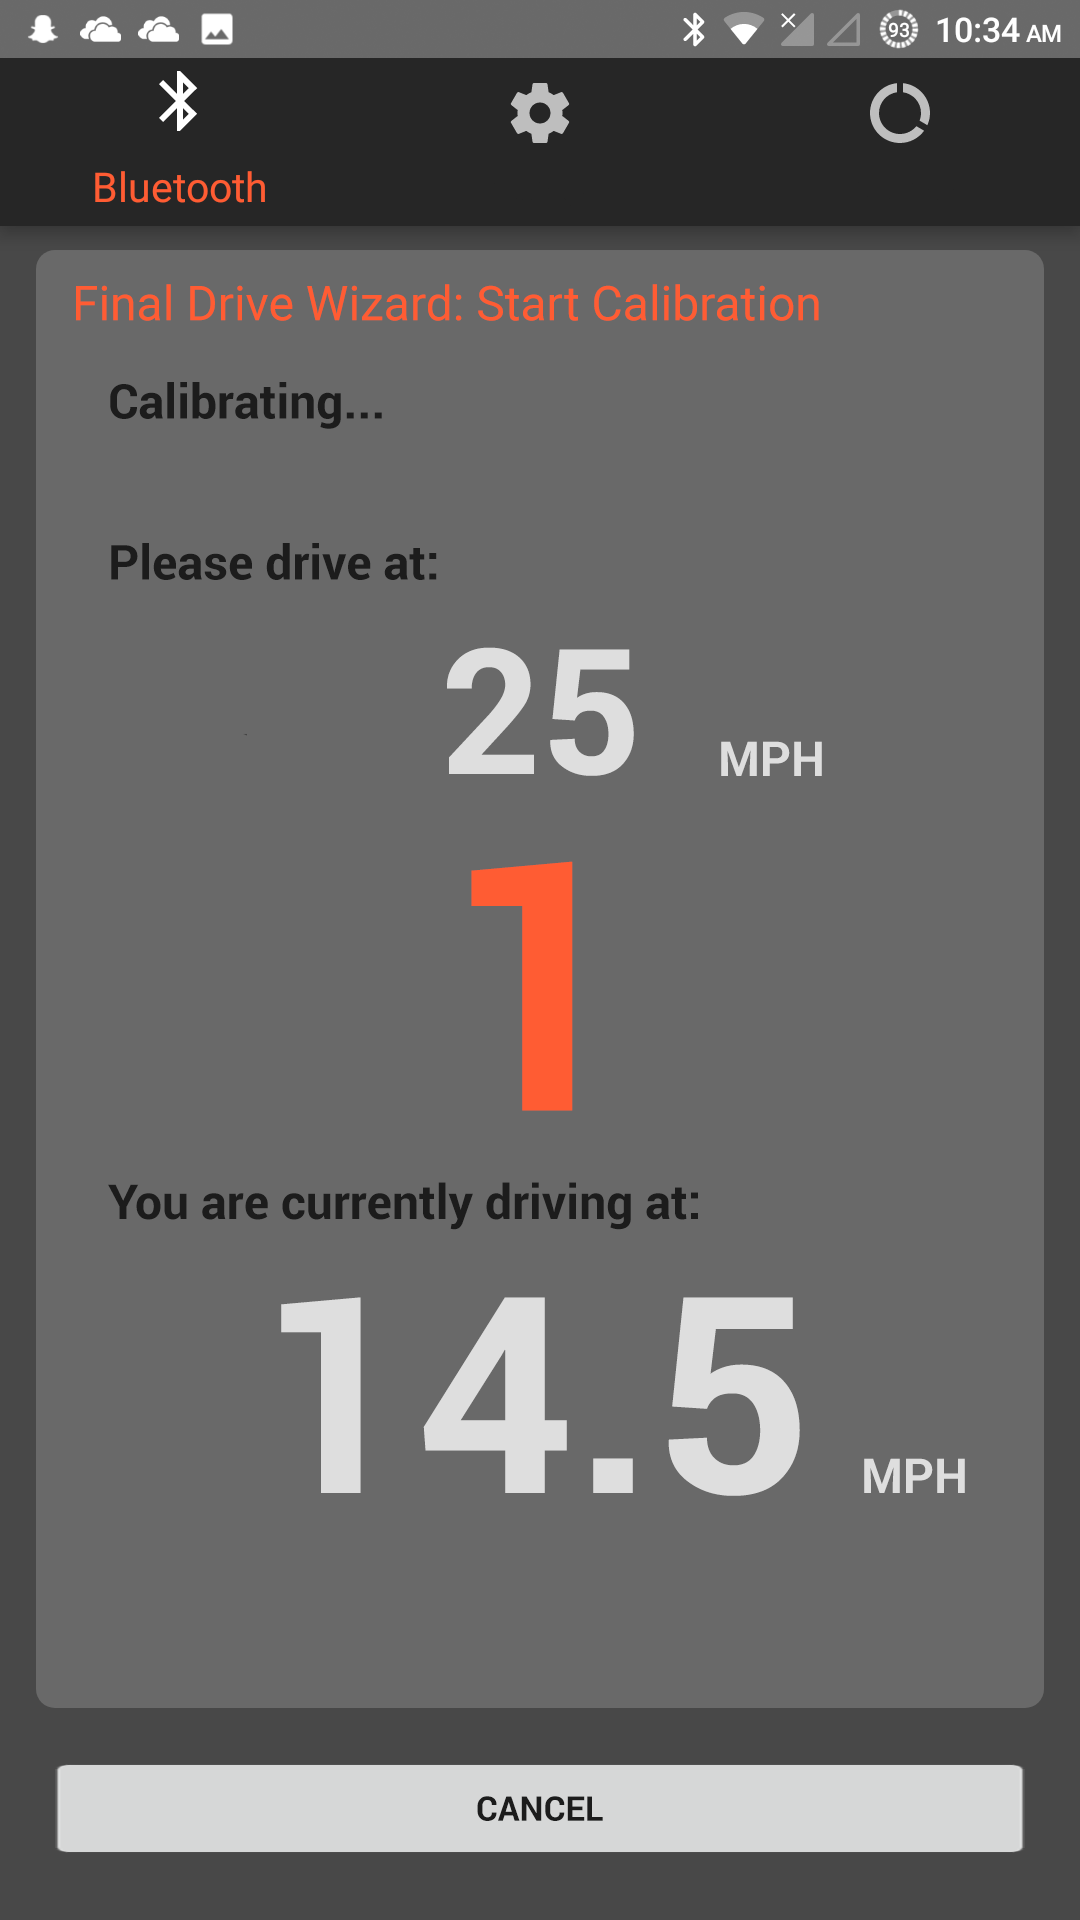 93 10:34 AM
Bluetooth
Final Drive Wizard: Start Calibration
Calibrating...
Please drive at:
25 MPH
1
You are currently driving at:
14.5 MPH
CANCEL